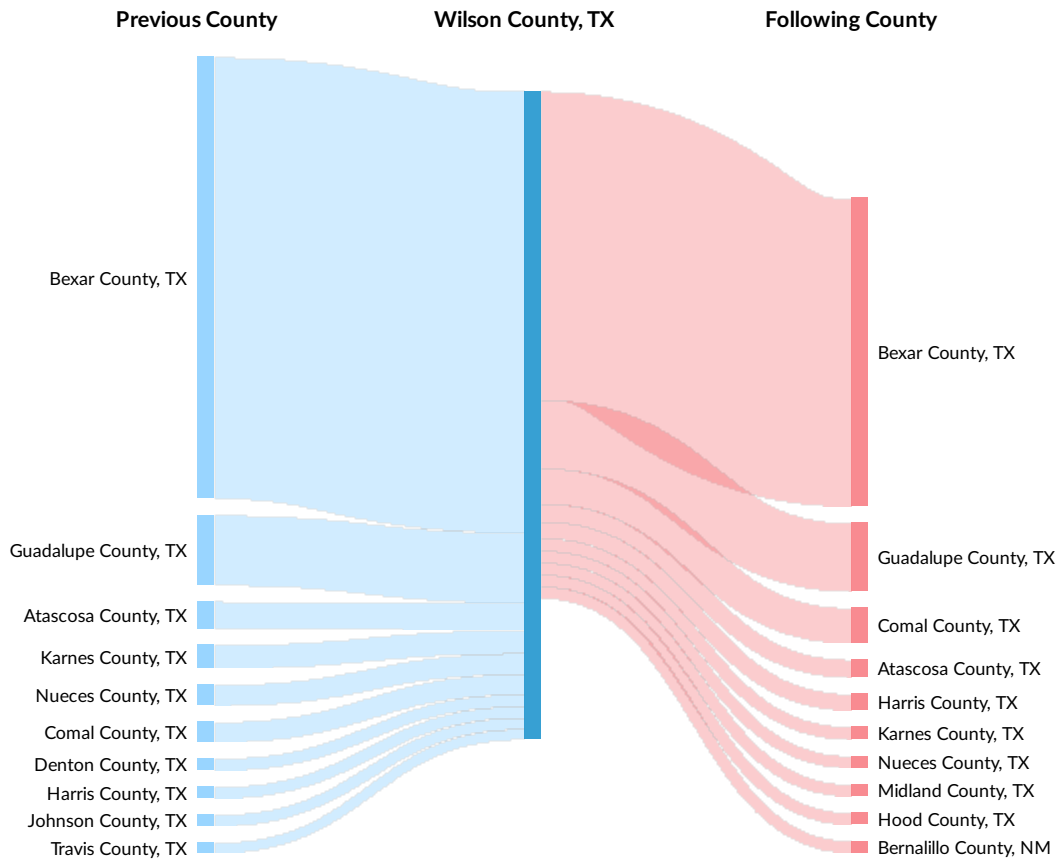 Previous County
Wilson County, TX
Following County
Bexar County, TX
Guadalupe County, TX
Atascosa County, TX
Karnes County, TX
Nueces County, TX
Comal County, TX
Denton County, TX
Harris County, TX
Johnson County, TX
Travis County, TX
Bexar County, TX
Guadalupe County, TX
Comal County, TX
Atascosa County, TX
Harris County, TX
Karnes County, TX
Nueces County, TX
Midland County, TX
Hood County, TX
Bernalillo County, NM